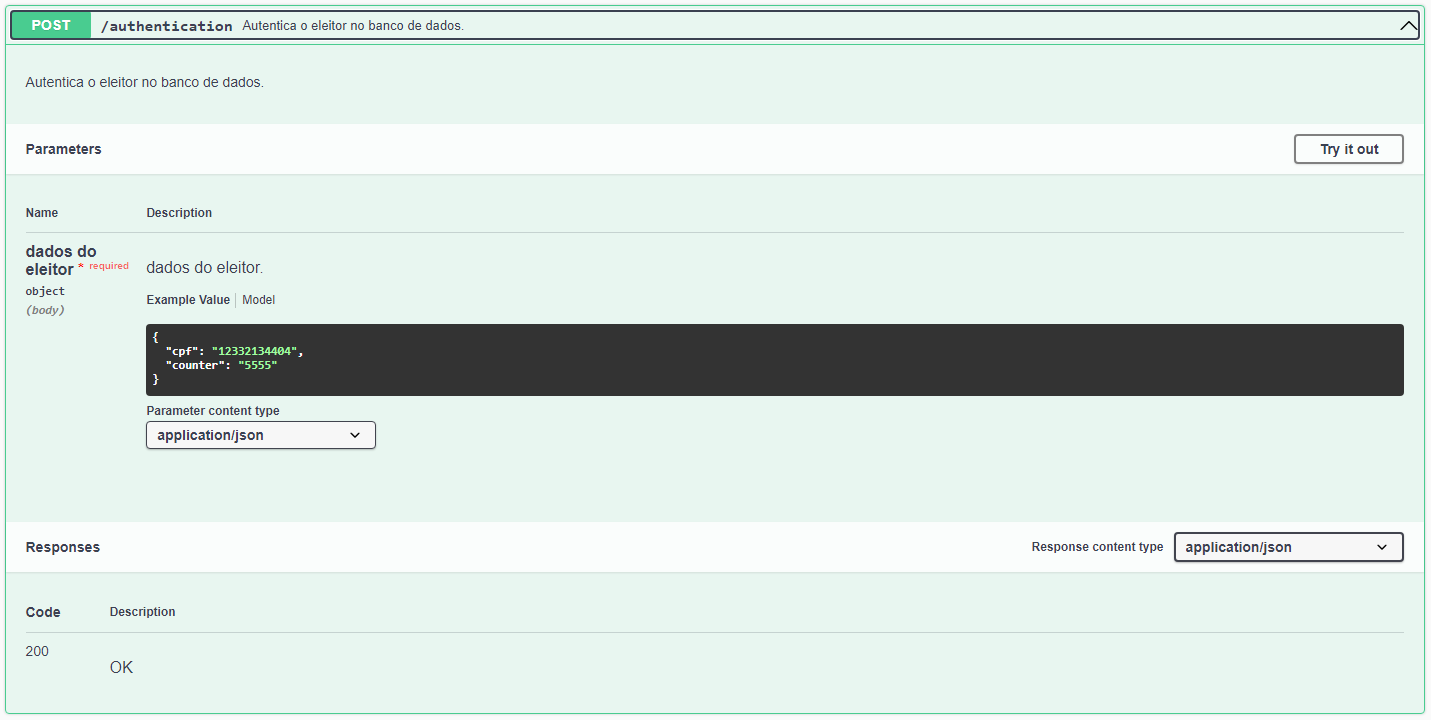 POST /authentication Autentica o eleitor no banco de dados.
Autentica o eleitor no banco de dados.
Parameters
Try it out
Name Description
dados do
eleitor * required
object
(body)
dados do eleitor.
Example Value Model
{
"cpf": "12332134404",
"counter": "5555"
}
Parameter content type
application/json
Responses
Response content type application/json
Code Description
200
OK